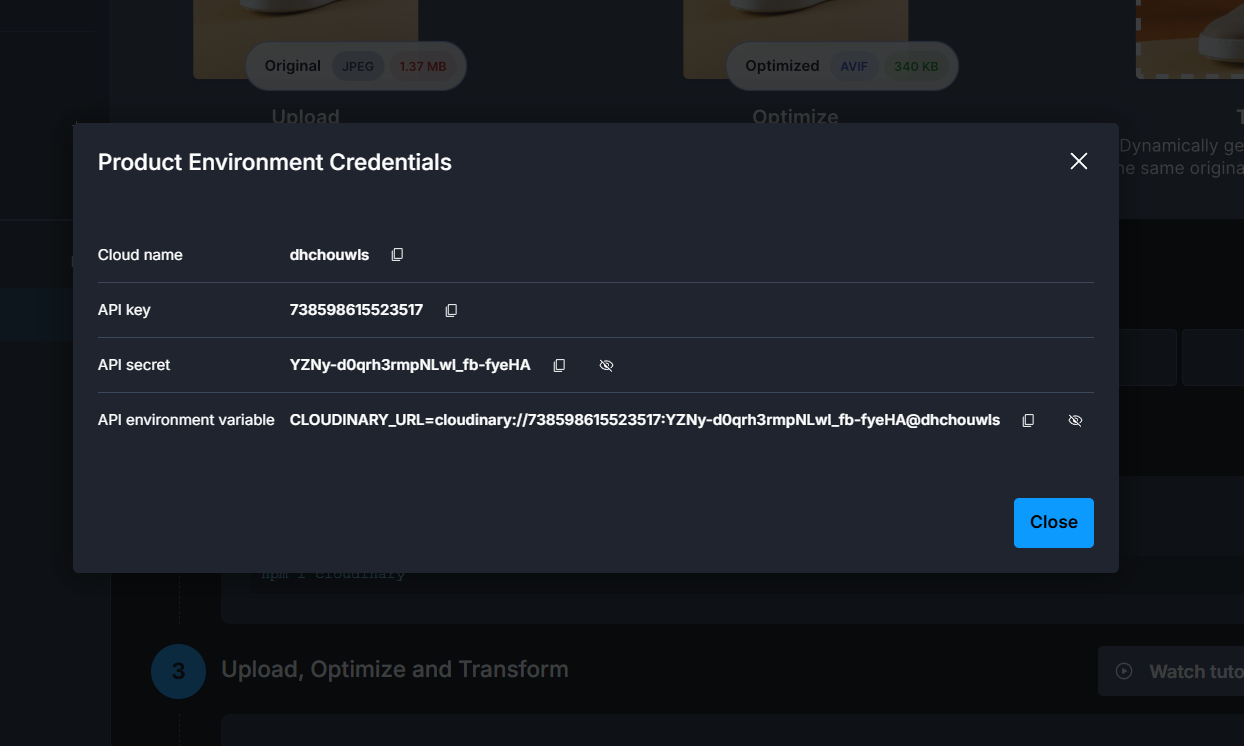 Original JPEG 1.37 MB
Optimized AVIF 340 KB
Upload
Optimize
Dynamically ge
he same origina
Product Environment Credentials
Cloud name dhchouwls
API key 738598615523517
API secret YZNy-d0qrh3rmpNLwl_fb-fyeHA
API environment variable CLOUDINARY_URL=cloudinary://738598615523517:YZNy-d0qrh3rmpNLwl_fb-fyeHA@dhchouwls
Close
npm i cloudinary
3 Upload, Optimize and Transform
Watch tuto